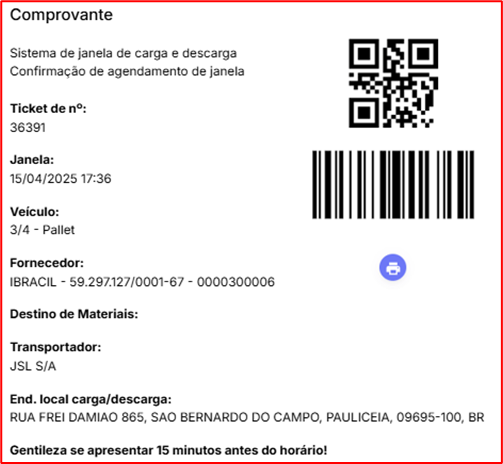 Comprovante
Sistema de janela de carga e descarga
Confirmação de agendamento de janela
Ticket de nº:
36391
Janela:
15/04/2025 17:36
Veículo:
3/4 - Pallet
Fornecedor:
IBRACIL - 59.297.127/0001-67 - 0000300006
Destino de Materiais:
Transportador:
JSL S/A
End. local carga/descarga:
RUA FREI DAMIAO 865, SAO BERNARDO DO CAMPO, PAULICEIA, 09695-100, BR
Gentileza se apresentar 15 minutos antes do horário!